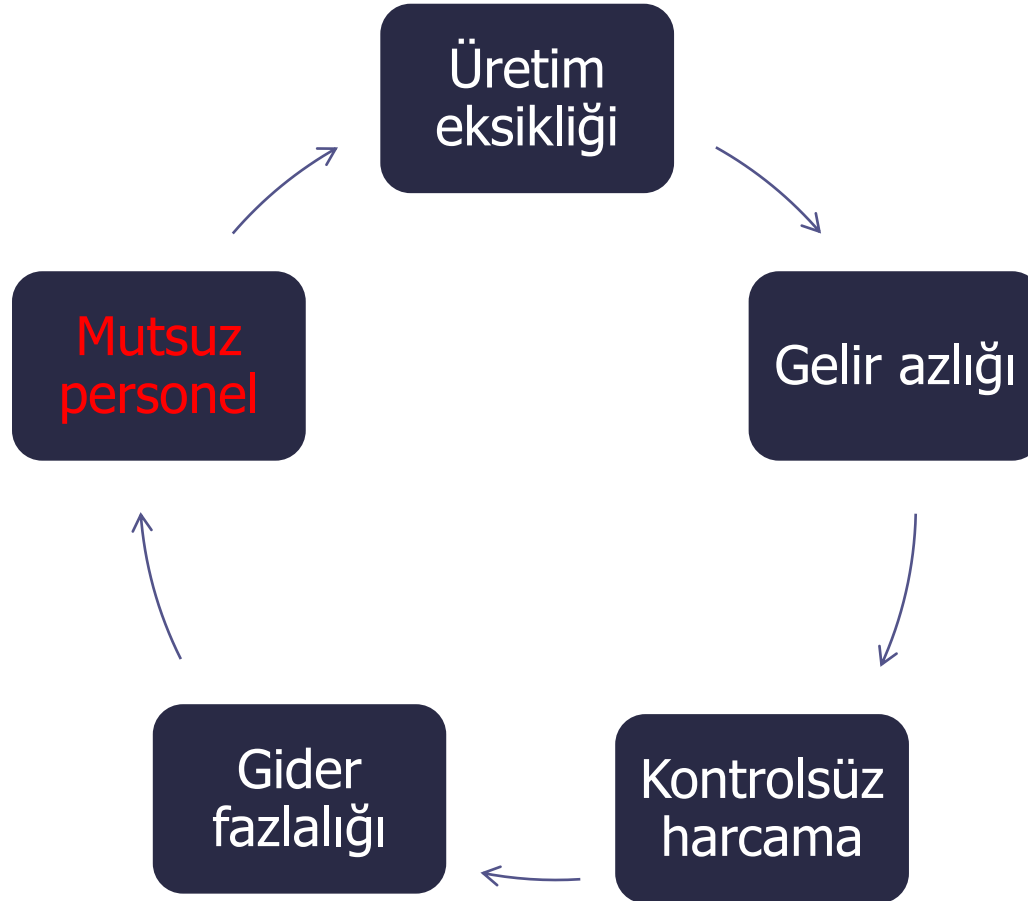 Üretim
eksikliği
Gelir azlığı
Kontrolsüz
harcama
Gider
fazlalığı
Mutsuz
personel